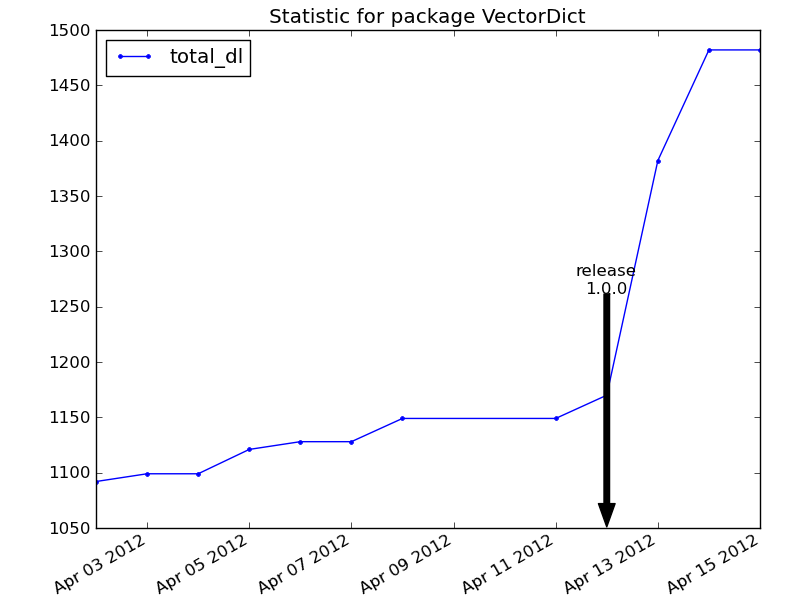 Statistic for package VectorDict
total_dl
1500
1450
1400
1350
1300
1250
1200
1150
1100
1050
release
1.0.0
Apr 03 2012
Apr 05 2012
Apr 07 2012
Apr 09 2012
Apr 11 2012
Apr 13 2012
Apr 15 2012